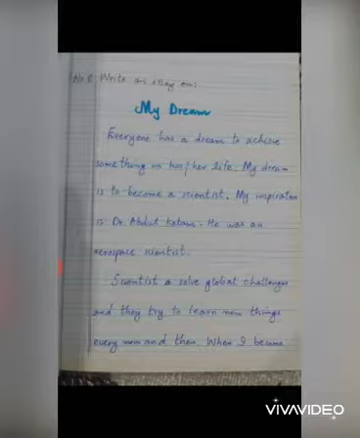 No 8 Write an essay on:
My Dream
Everyone has a dream to achieve
something in his/her life. My dream
is to become a scientist. My inspiration
is Dr. Abdul Kalam. He was an
aerospace scientist.
Scientist a solve global challenges
and they try to learn new things
every now and then. When I become
VIVAVIDEO